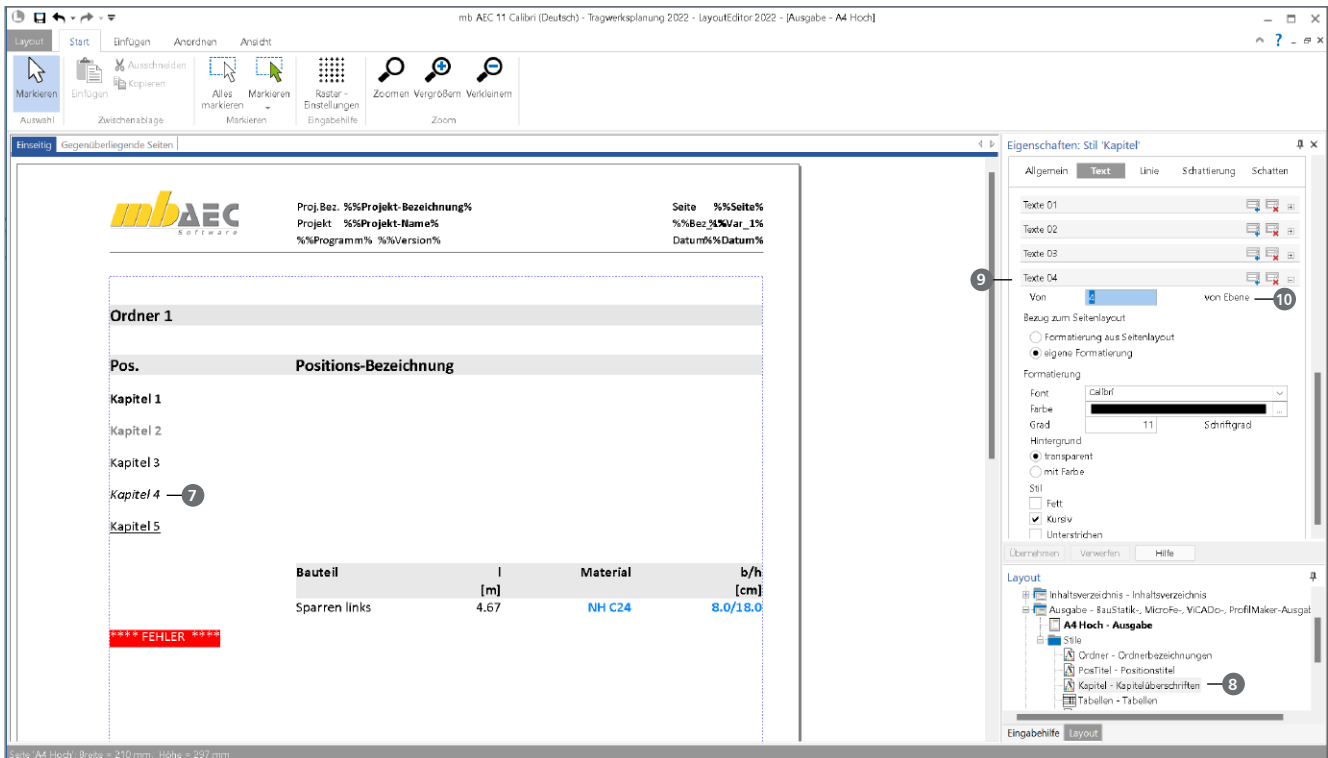 mb AEC 11 Calibri (Deutsch) - Tragwerksplanung 2022 - LayoutEditor 2022 - [Ausgabe - A4 Hoch]
Layout Start Einfügen Anordnen Ansicht
Markieren
Einfügen
Ausschneiden
Kopieren
Alles markieren
Markieren
Raster - Einstellungen
Zoomen Vergrößern Verkleinern
Auswahl Zwischenablage Markieren Eingabehilfe Zoom
Einseitig Gegenüberliegende Seiten
mbAEC
Software
Proj.Bez. %%Projekt-Bezeichnung% Seite %%Seite%
Projekt %%Projekt-Name% %%Bez_%%Var_1%
%%Programm% %%Version% Datum%%Datum%
Ordner 1
Pos. Positions-Bezeichnung
Kapitel 1
Kapitel 2
Kapitel 3
Kapitel 4 7
Kapitel 5
Bauteil l Material b/h
[m] [cm]
Sparren links 4.67 NH C24 8.0/18.0
**** FEHLER ****
Eigenschaften: Stil 'Kapitel'
Allgemein Text Linie Schattierung Schatten
Texte 01
Texte 02
Texte 03
9 Texte 04
Von 4 von Ebene 10
Bezug zum Seitenlayout
Formatierung aus Seitenlayout
eigene Formatierung
Formatierung
Font Calibri
Farbe ...
Grad 11 Schriftgrad
Hintergrund
transparent
mit Farbe
Stil
Fett
Kursiv
Unterstrichen
Übernehmen Verwerfen Hilfe
Layout
Inhaltsverzeichnis - Inhaltsverzeichnis
Ausgabe - BauStatik-, MicroFe-, ViCADo-, ProfilMaker-Ausgab
A4 Hoch - Ausgabe
Stile
Ordner - Ordnerbezeichnungen
PosTitel - Positionstitel
Kapitel - Kapitelüberschriften 8
Tabellen - Tabellen
Eingabehilfe Layout
Seite 'A4 Hoch': Breite = 210 mm, Höhe = 297 mm